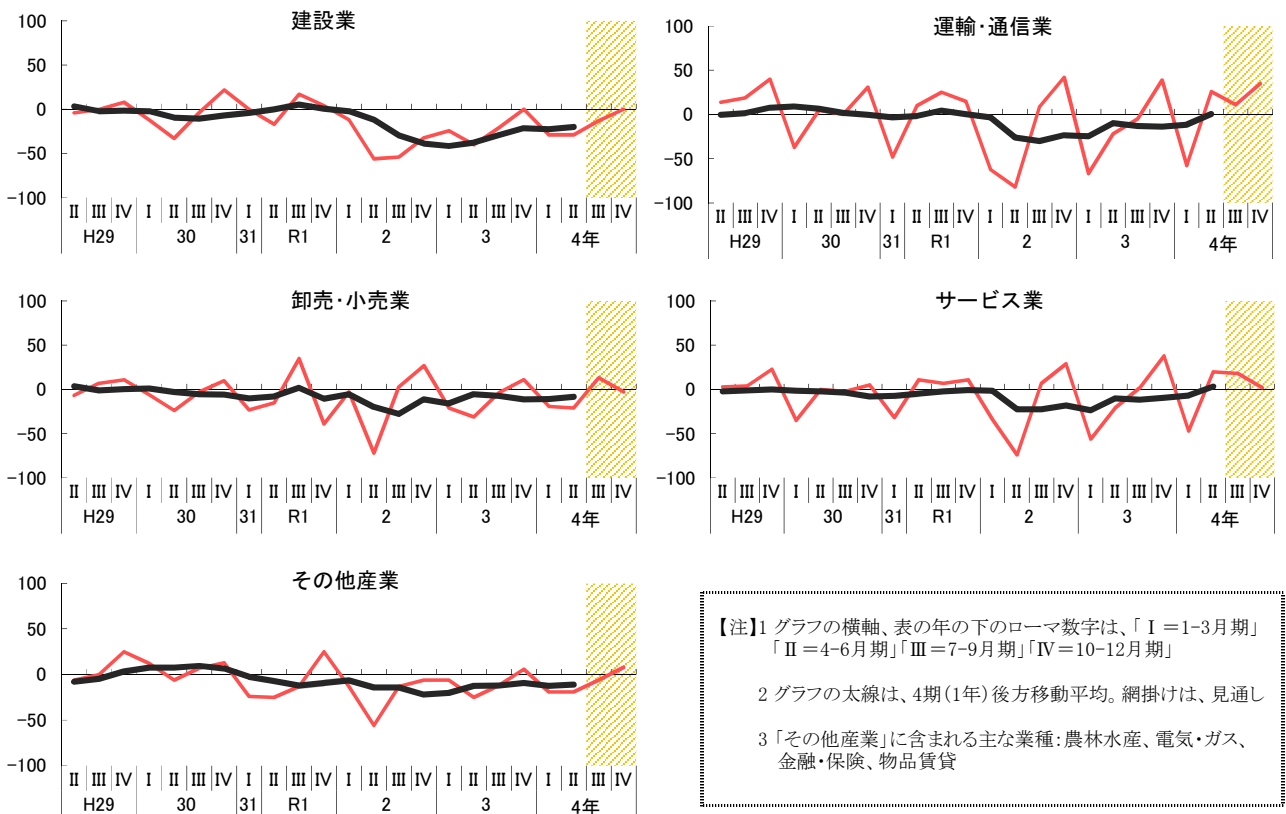 建設業
100
50
0
-50
-100
Ⅱ Ⅲ Ⅳ Ⅰ Ⅱ Ⅲ Ⅳ Ⅰ Ⅱ Ⅲ Ⅳ Ⅰ Ⅱ Ⅲ Ⅳ Ⅰ Ⅱ Ⅲ Ⅳ Ⅰ Ⅱ Ⅲ Ⅳ
H29 30 31 R1 2 3 4年
運輸・通信業
100
50
0
-50
-100
Ⅱ Ⅲ Ⅳ Ⅰ Ⅱ Ⅲ Ⅳ Ⅰ Ⅱ Ⅲ Ⅳ Ⅰ Ⅱ Ⅲ Ⅳ Ⅰ Ⅱ Ⅲ Ⅳ Ⅰ Ⅱ Ⅲ Ⅳ
H29 30 31 R1 2 3 4年
卸売・小売業
100
50
0
-50
-100
Ⅱ Ⅲ Ⅳ Ⅰ Ⅱ Ⅲ Ⅳ Ⅰ Ⅱ Ⅲ Ⅳ Ⅰ Ⅱ Ⅲ Ⅳ Ⅰ Ⅱ Ⅲ Ⅳ Ⅰ Ⅱ Ⅲ Ⅳ
H29 30 31 R1 2 3 4年
サービス業
100
50
0
-50
-100
Ⅱ Ⅲ Ⅳ Ⅰ Ⅱ Ⅲ Ⅳ Ⅰ Ⅱ Ⅲ Ⅳ Ⅰ Ⅱ Ⅲ Ⅳ Ⅰ Ⅱ Ⅲ Ⅳ Ⅰ Ⅱ Ⅲ Ⅳ
H29 30 31 R1 2 3 4年
その他産業
100
50
0
-50
-100
Ⅱ Ⅲ Ⅳ Ⅰ Ⅱ Ⅲ Ⅳ Ⅰ Ⅱ Ⅲ Ⅳ Ⅰ Ⅱ Ⅲ Ⅳ Ⅰ Ⅱ Ⅲ Ⅳ Ⅰ Ⅱ Ⅲ Ⅳ
H29 30 31 R1 2 3 4年
【注】1 グラフの横軸、表の年の下のローマ数字は、「Ⅰ=1-3月期」
「Ⅱ=4-6月期」「Ⅲ=7-9月期」「Ⅳ=10-12月期」
2 グラフの太線は、4期(1年)後方移動平均。網掛けは、見通し
3 「その他産業」に含まれる主な業種:農林水産、電気・ガス、
金融・保険、物品賃貸